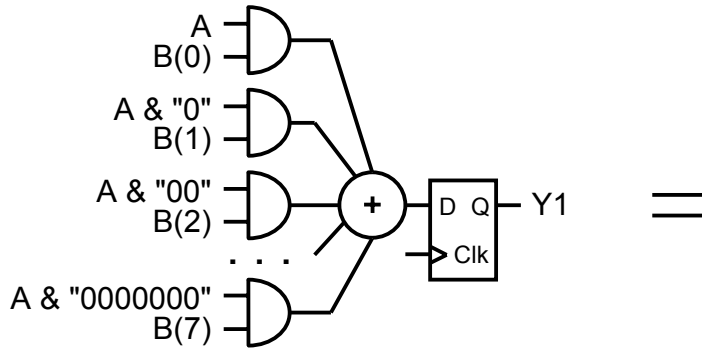 A
B(0)
A & "0"
B(1)
A & "00"
B(2)
. . .
A & "0000000"
B(7)
+
D Q
Clk
Y1
=